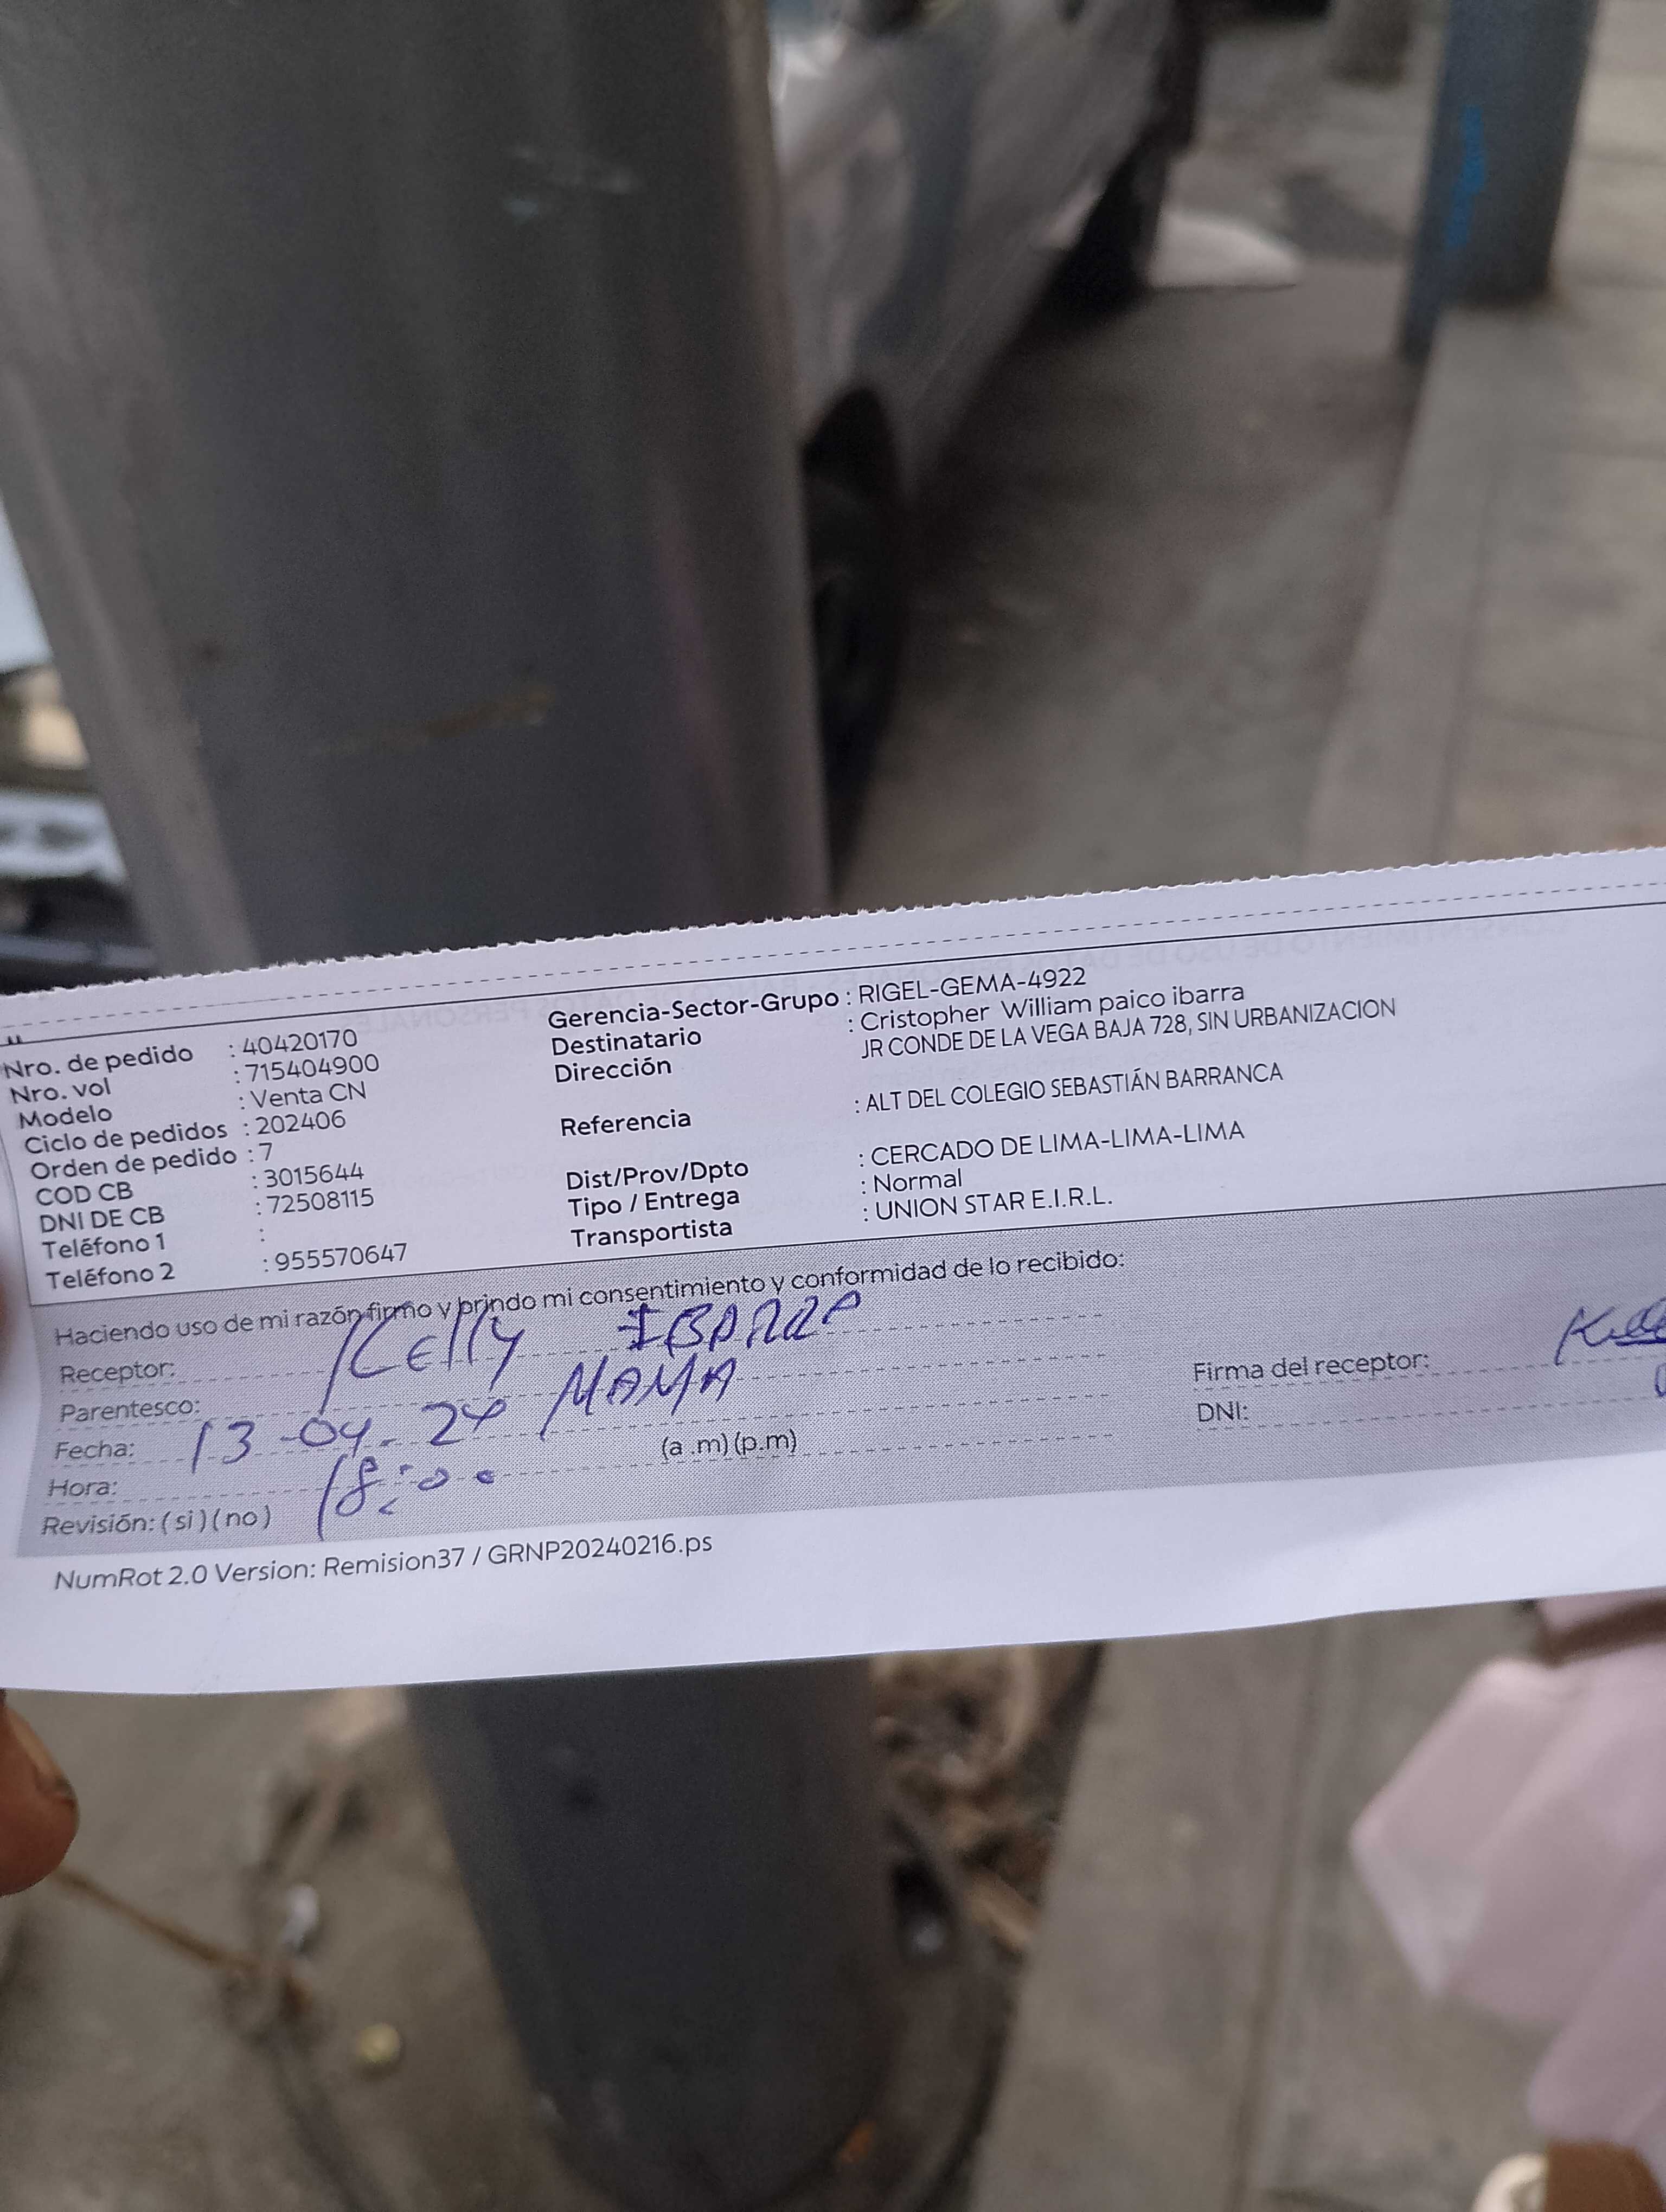 Nro. de pedido : 40420170
Nro. vol : 715404900
Modelo : Venta CN
Ciclo de pedidos : 202406
Orden de pedido : 7
COD CB : 3015644
DNI DE CB : 72508115
Teléfono 1 :
Teléfono 2 : 955570647
Gerencia-Sector-Grupo : RIGEL-GEMA-4922
Destinatario : Cristopher William paico ibarra
Dirección JR CONDE DE LA VEGA BAJA 728, SIN URBANIZACION
Referencia : ALT DEL COLEGIO SEBASTIÁN BARRANCA
Dist/Prov/Dpto : CERCADO DE LIMA-LIMA-LIMA
Tipo / Entrega : Normal
Transportista : UNION STAR E.I.R.L.
Haciendo uso de mi razón firmo y brindo mi consentimiento y conformidad de lo recibido:
Receptor: Kelly IBARRA
Parentesco: MAMA
Fecha: 13-04-24
Hora: 18:00 (a .m) (p.m)
Revisión: ( si ) ( no )
Firma del receptor:
DNI:
NumRot 2.0 Version: Remision37 / GRNP20240216.ps